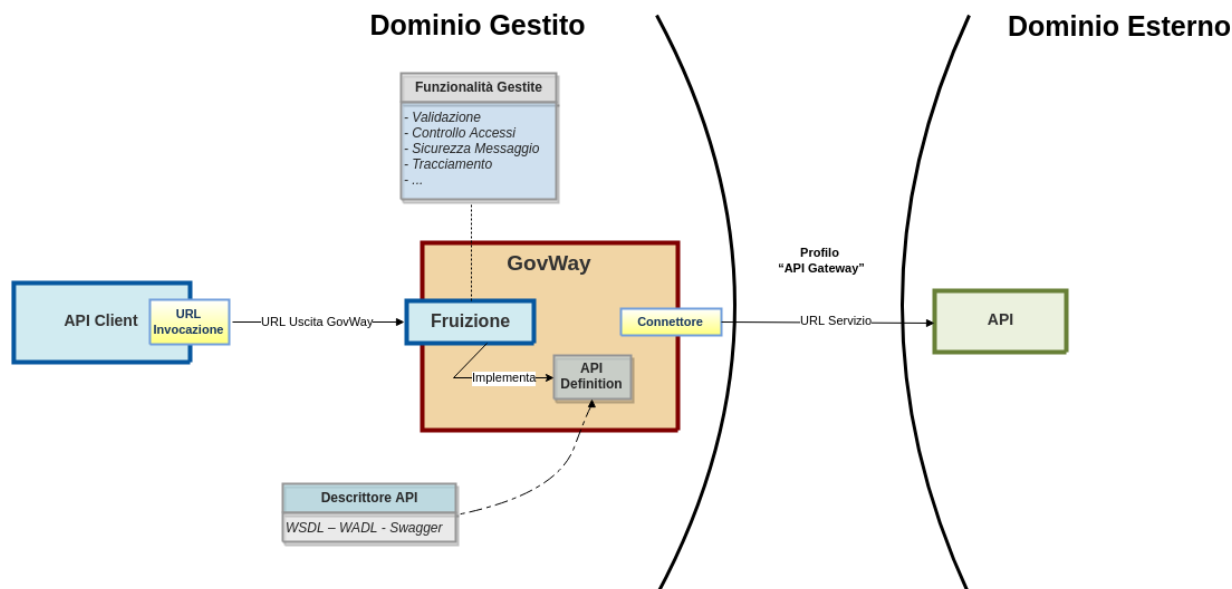 Dominio Gestito
Dominio Esterno
Funzionalità Gestite
- Validazione
- Controllo Accessi
- Sicurezza Messaggio
- Tracciamento
- ...
GovWay
Profilo
“API Gateway”
API Client
URL
Invocazione
URL Uscita GovWay
Fruizione
Connettore
URL Servizio
API
Implementa
API
Definition
Descrittore API
WSDL – WADL - Swagger